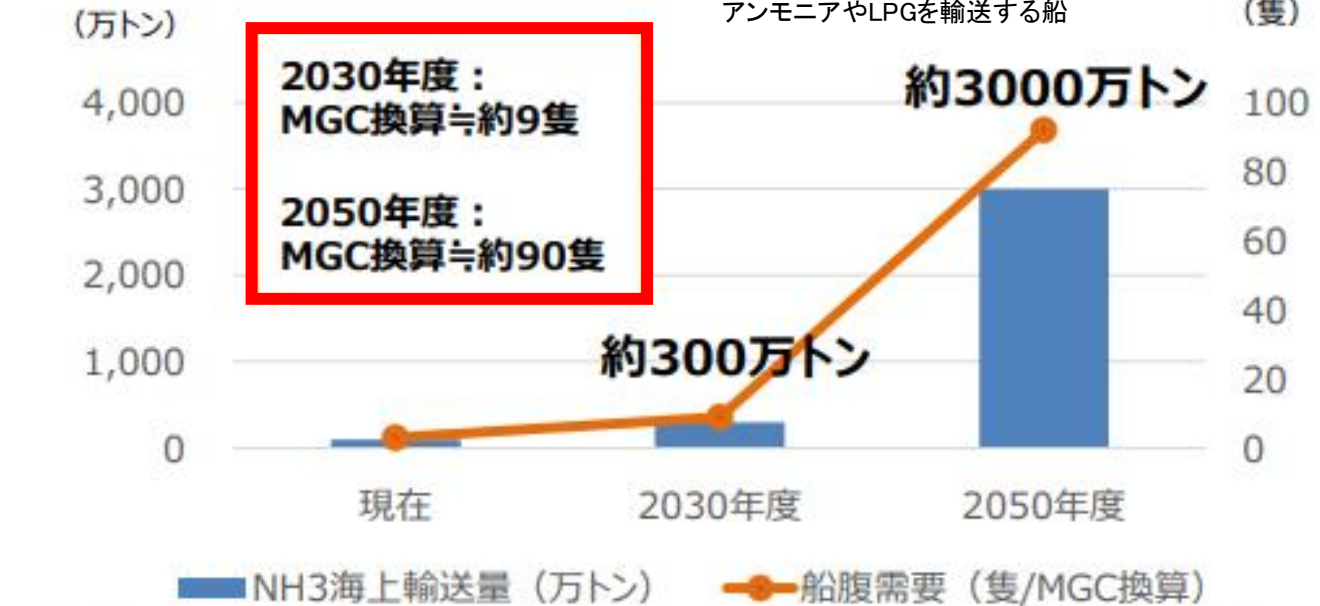 アンモニアやLPGを輸送する船
（万トン）
（隻）
2030年度：
MGC換算≒約9隻
2050年度：
MGC換算≒約90隻
約3000万トン
約300万トン
4,000
3,000
2,000
1,000
0
100
80
60
40
20
0
現在
2030年度
2050年度
NH3海上輸送量（万トン）
船腹需要（隻/MGC換算）